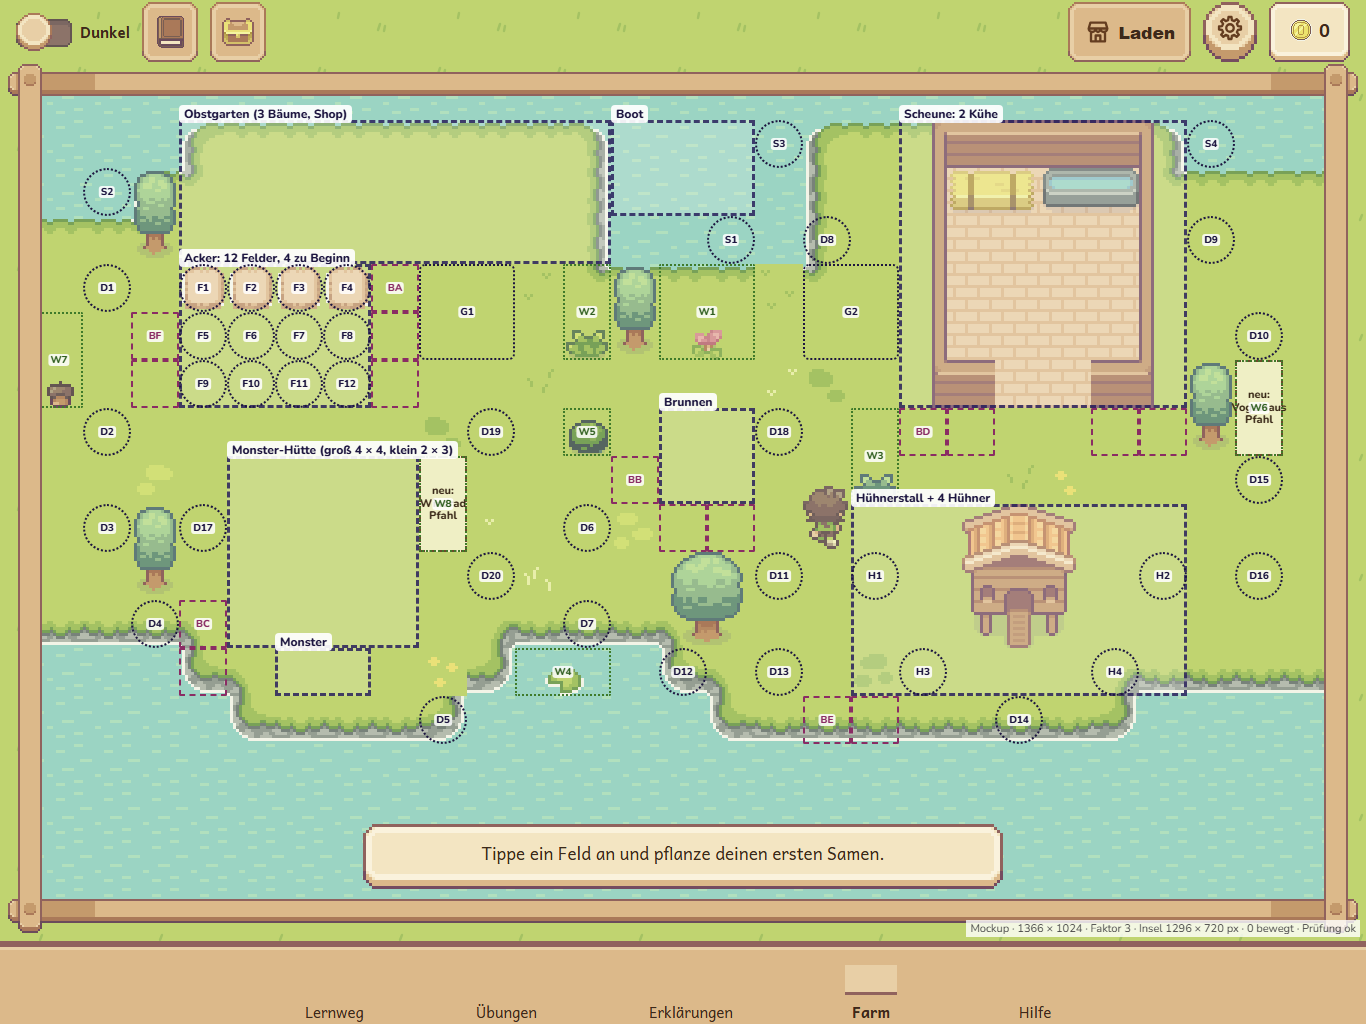 Dunkel
Laden
0
Obstgarten (3 Bäume, Shop)
Boot
Scheune: 2 Kühe
S3
S4
S2
S1
D8
D9
Acker: 12 Felder, 4 zu Beginn
D1
F1
F2
F3
F4
BA
G1
W2
W1
G2
BF
F5
F6
F7
F8
D10
W7
F9
F10
F11
F12
Brunnen
neu:
W6 aus
Pfahl
D2
D19
W5
D18
BD
Monster-Hütte (groß 4 × 4, klein 2 × 3)
W3
BB
D15
neu:
W8
Pfahl
Hühnerstall + 4 Hühner
D3
D17
D6
D20
D11
H1
H2
D16
D4
BC
D7
Monster
W4
D12
D13
H3
H4
D5
BE
D14
Tippe ein Feld an und pflanze deinen ersten Samen.
Mockup · 1366 × 1024 · Faktor 3 · Insel 1296 × 720 px · 0 bewegt · Prüfung ok
Lernweg
Übungen
Erklärungen
Farm
Hilfe